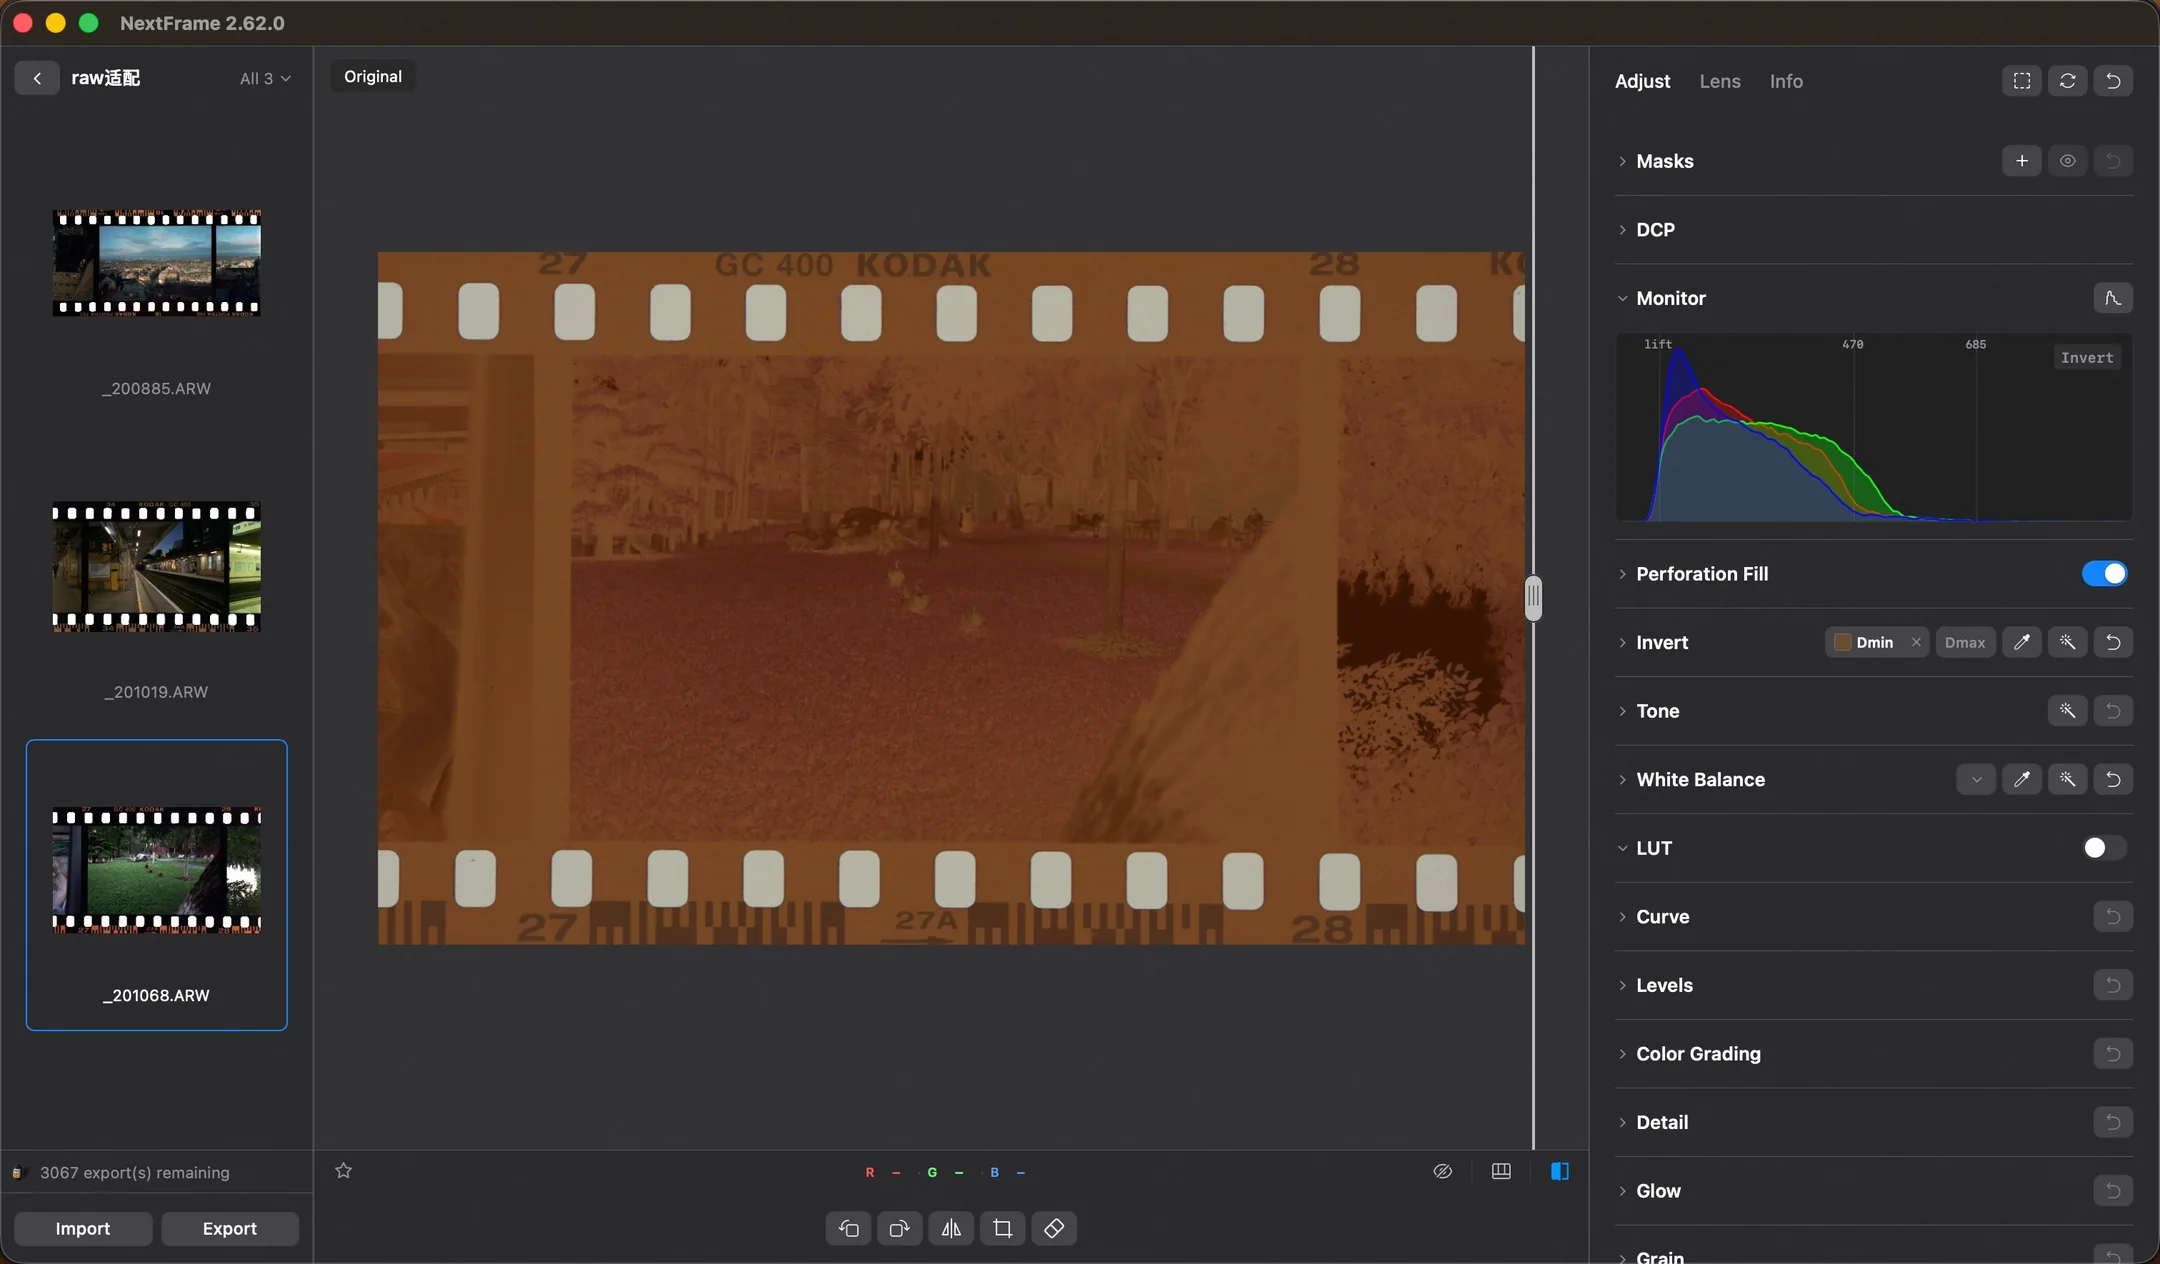 NextFrame 2.62.0
raw适配
All 3
Original
Adjust
Lens
Info
_200885.ARW
_201019.ARW
_201068.ARW
27
GC 400 KODAK
28
27
27A
28
Masks
DCP
Monitor
lift
470
685
Invert
Perforation Fill
Invert
Dmin
Dmax
Tone
White Balance
LUT
Curve
Levels
Color Grading
Detail
Glow
Grain
3067 export(s) remaining
R – G – B –
Import
Export